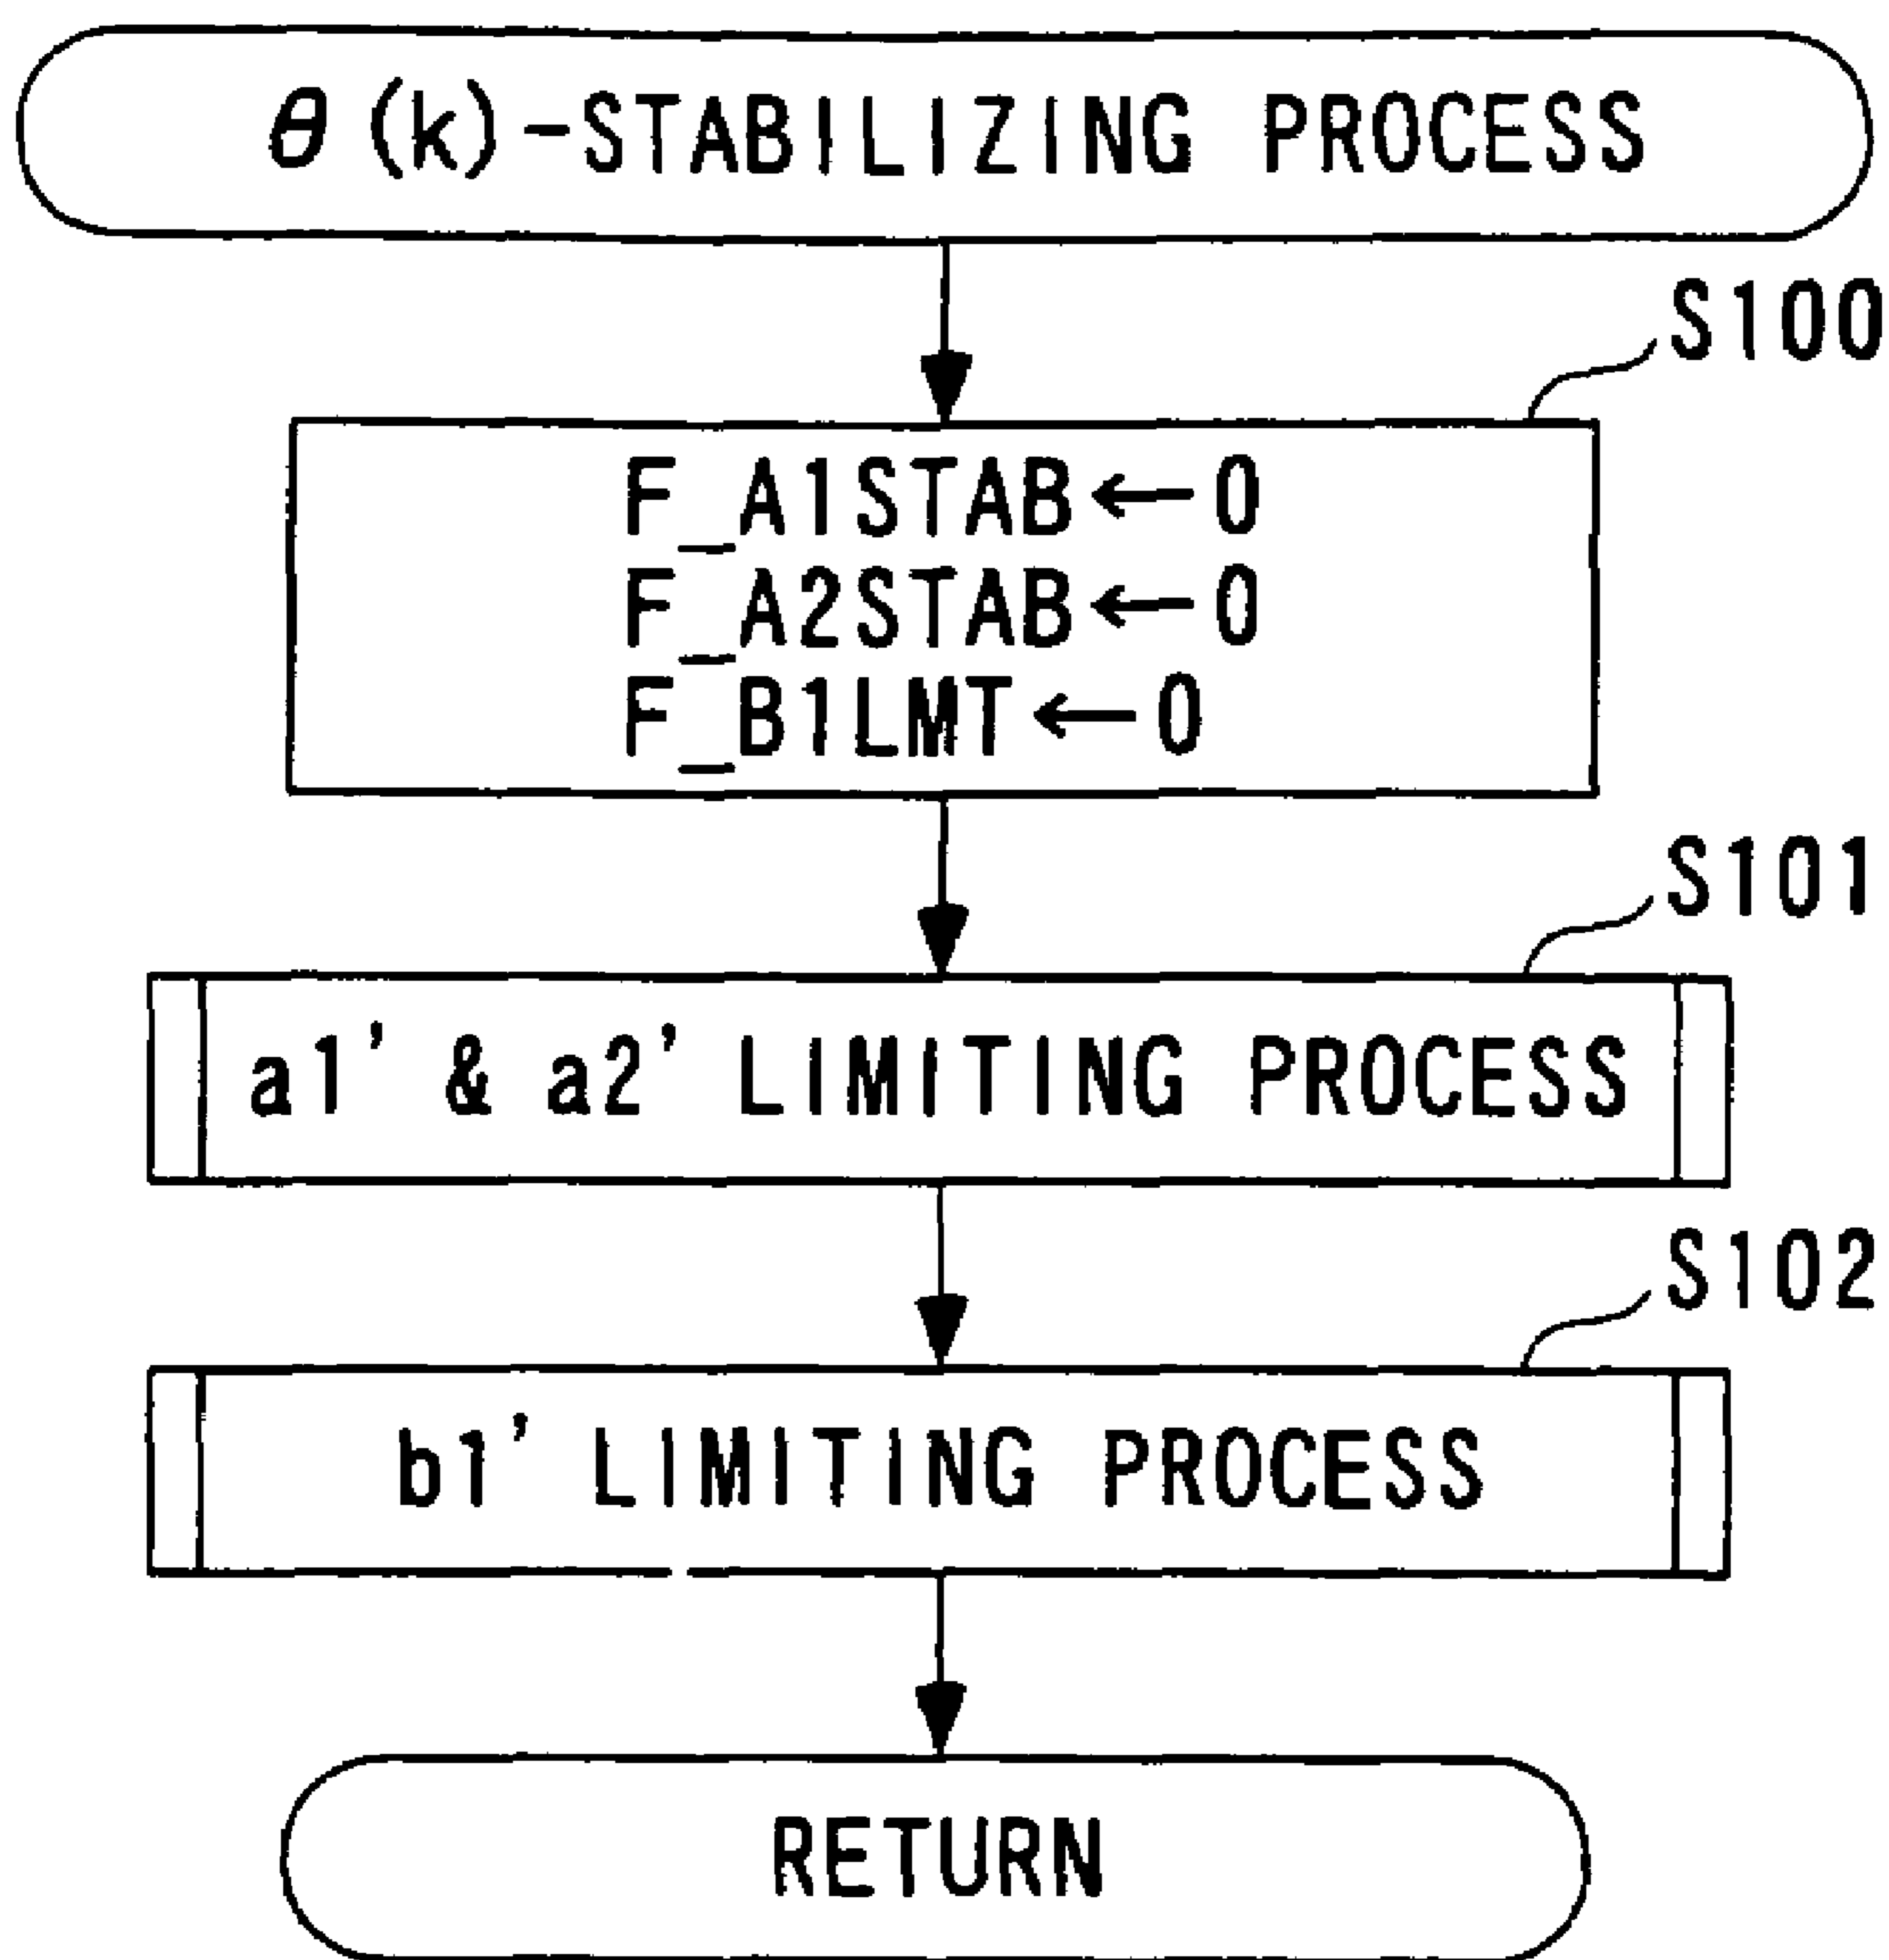 θ(k)-STABILIZING PROCESS
S100
F_A1STAB←0
F_A2STAB←0
F_B1LMT←0
S101
a1' & a2' LIMITING PROCESS
S102
b1' LIMITING PROCESS
RETURN